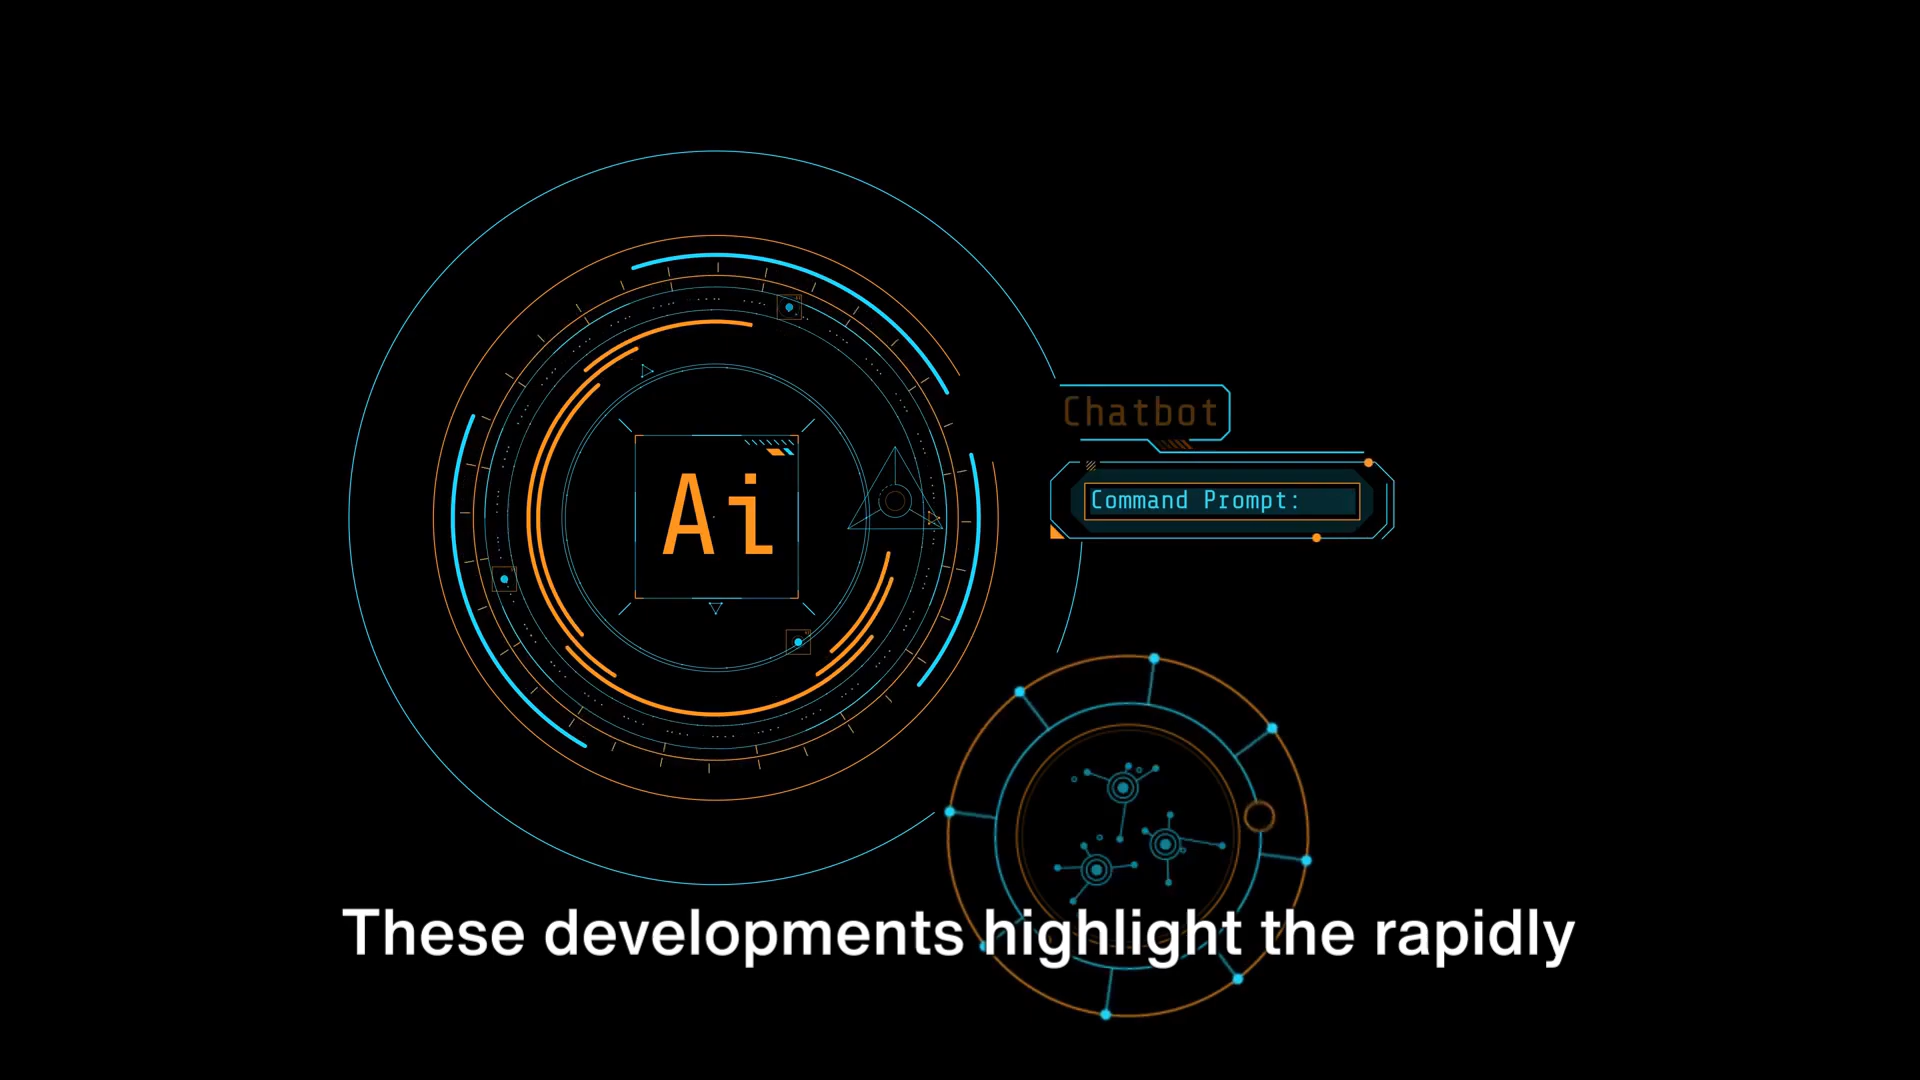 Chatbot
Ai
Command Prompt:
These developments highlight the rapidly